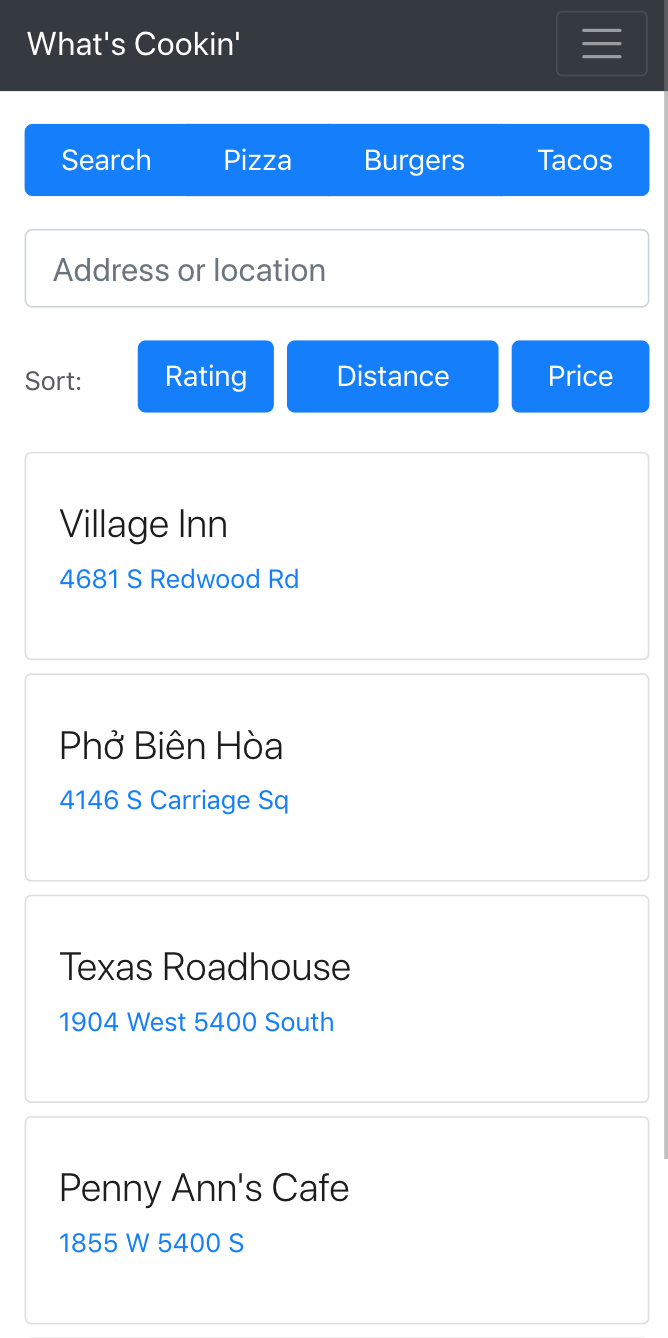 What's Cookin'
Search Pizza Burgers Tacos
Address or location
Sort: Rating Distance Price
Village Inn
4681 S Redwood Rd
Phở Biên Hòa
4146 S Carriage Sq
Texas Roadhouse
1904 West 5400 South
Penny Ann's Cafe
1855 W 5400 S